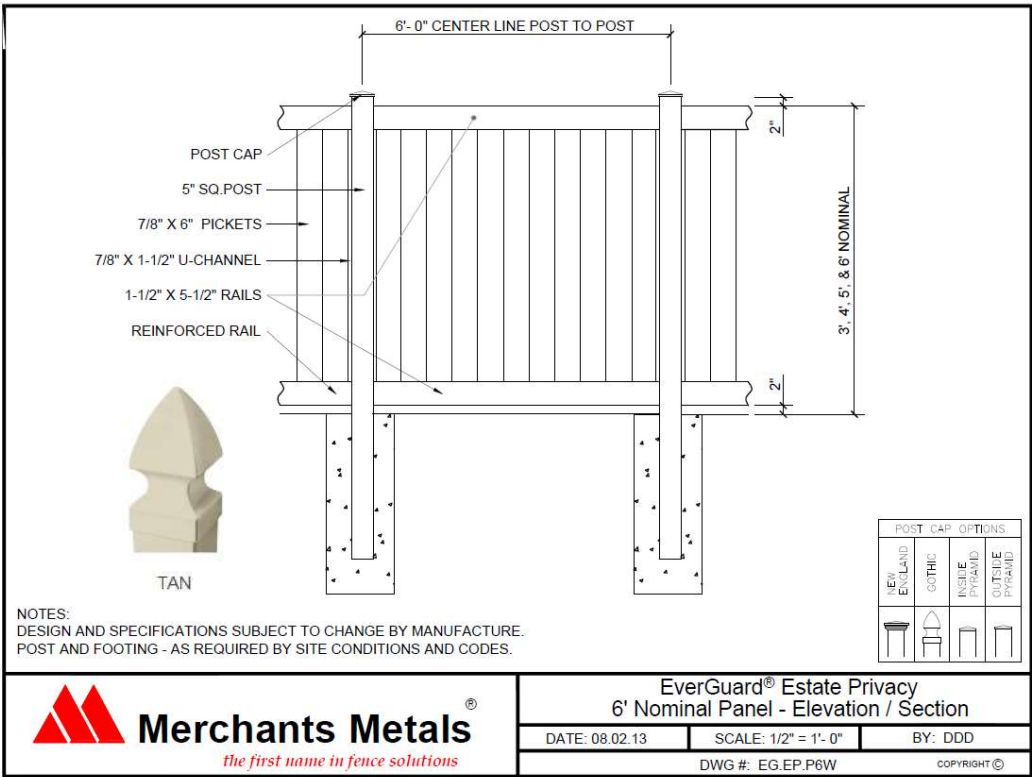 6'- 0" CENTER LINE POST TO POST
2"
POST CAP
5" SQ.POST
7/8" X 6" PICKETS
7/8" X 1-1/2" U-CHANNEL
1-1/2" X 5-1/2" RAILS
REINFORCED RAIL
3', 4', 5', & 6' NOMINAL
2"
TAN
POST CAP OPTIONS
NEW
ENGLAND
GOTHIC
INSIDE
PYRAMID
OUTSIDE
PYRAMID
NOTES:
DESIGN AND SPECIFICATIONS SUBJECT TO CHANGE BY MANUFACTURE.
POST AND FOOTING - AS REQUIRED BY SITE CONDITIONS AND CODES.
Merchants Metals®
the first name in fence solutions
EverGuard® Estate Privacy
6' Nominal Panel - Elevation / Section
DATE: 08.02.13
SCALE: 1/2" = 1'- 0"
BY: DDD
DWG #: EG.EP.P6W
COPYRIGHT ©